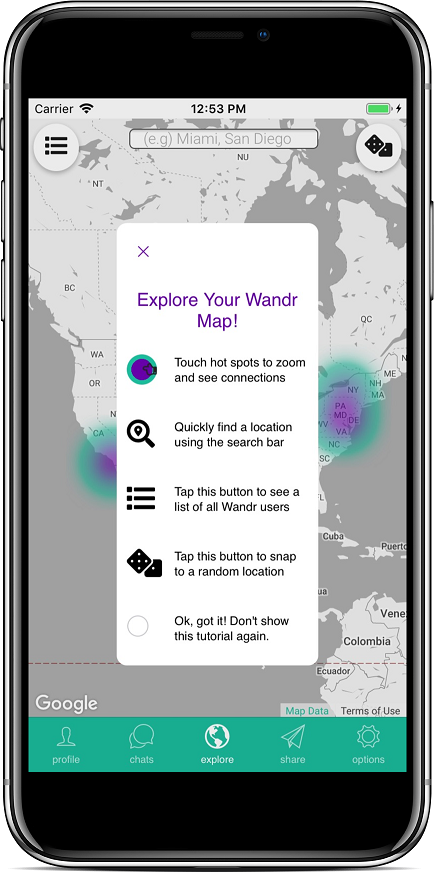 Carrier 12:53 PM
(e.g) Miami, San Diego
NU
NT
Explore Your Wandr
Map!
BC
QC
Touch hot spots to zoom
and see connections
WA
ME
OR
NY
NH
MA
PA
MD
DE
N
CA
WV
VA
NC
SC
Quickly find a location
using the search bar
Tap this button to see a
list of all Wandr users
FL
Tap this button to snap
to a random location
Cuba
Puerto
ua
Ok, got it! Don't show
this tutorial again.
Vene
Colombia
Ecuador
Google
Map Data Terms of Use
profile chats explore share options